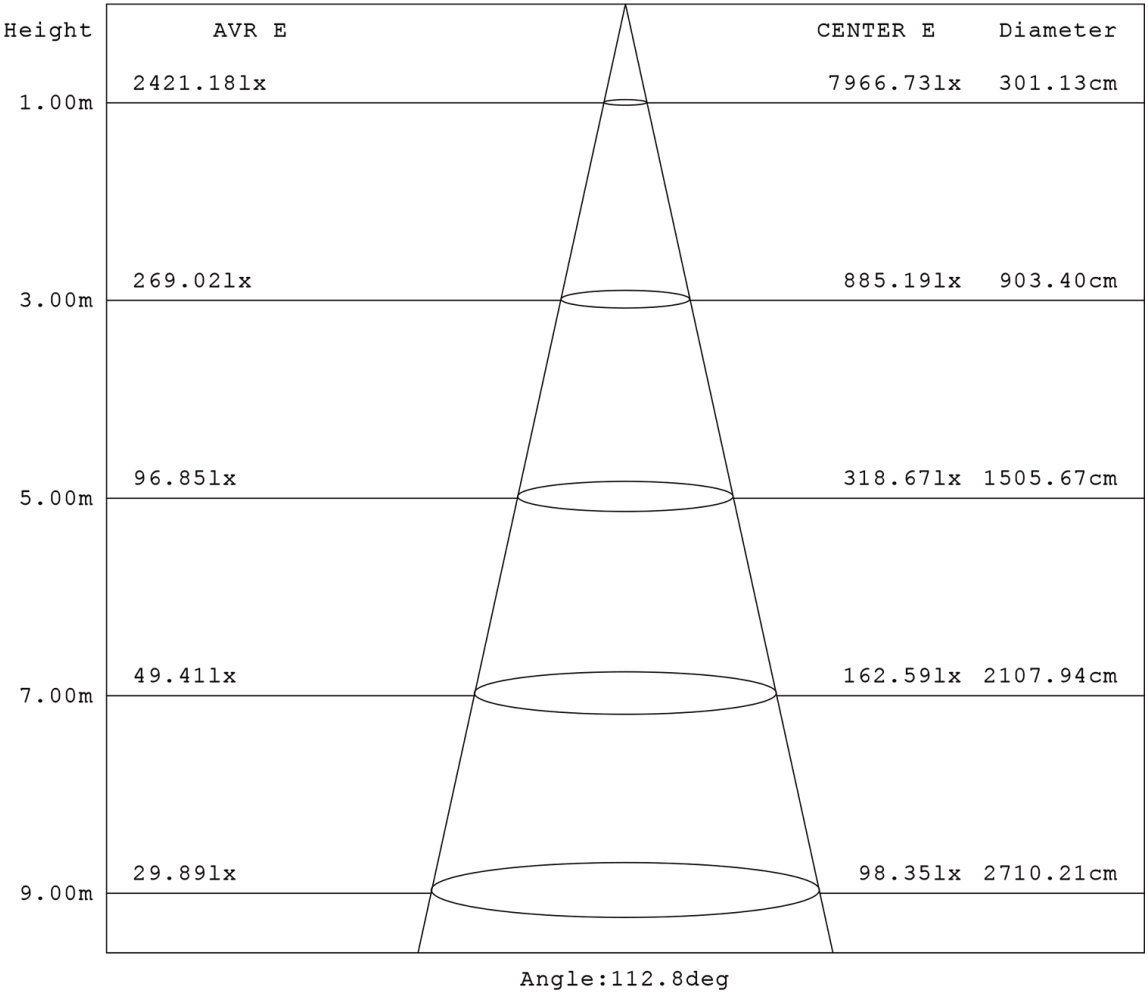 Height AVR E CENTER E Diameter
2421.18lx 7966.73lx 301.13cm
1.00m
269.02lx 885.19lx 903.40cm
3.00m
96.85lx 318.67lx 1505.67cm
5.00m
49.41lx 162.59lx 2107.94cm
7.00m
29.89lx 98.35lx 2710.21cm
9.00m
Angle:112.8deg